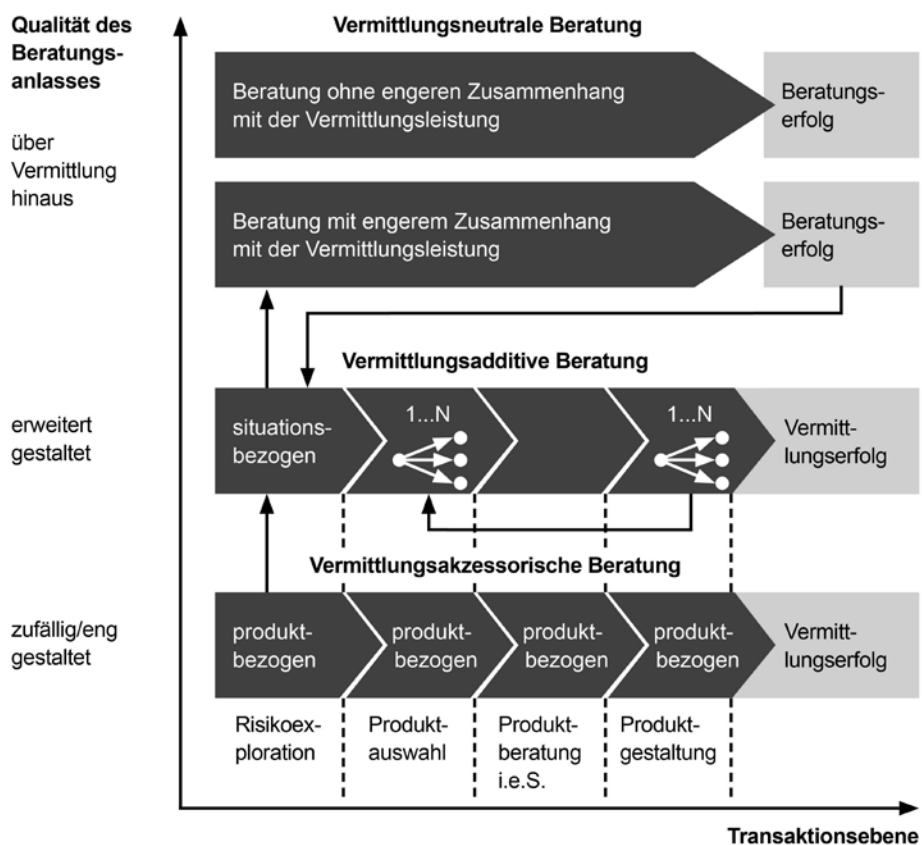 Qualität des
Beratungs-
anlasses
Vermittlungsneutrale Beratung
über
Vermittlung
hinaus
Beratung ohne engeren Zusammenhang
mit der Vermittlungsleistung
Beratungs-
erfolg
Beratung mit engerem Zusammenhang
mit der Vermittlungsleistung
Beratungs-
erfolg
Vermittlungsadditive Beratung
erweitert
gestaltet
situations-
bezogen
1...N
1...N
Vermitt-
lungserfolg
Vermittlungsakzessorische Beratung
zufällig/eng
gestaltet
produkt-
bezogen
produkt-
bezogen
produkt-
bezogen
produkt-
bezogen
Vermitt-
lungserfolg
Risikoex-
ploration
Produkt-
auswahl
Produkt-
beratung
i.e.S.
Produkt-
gestaltung
Transaktionsebene